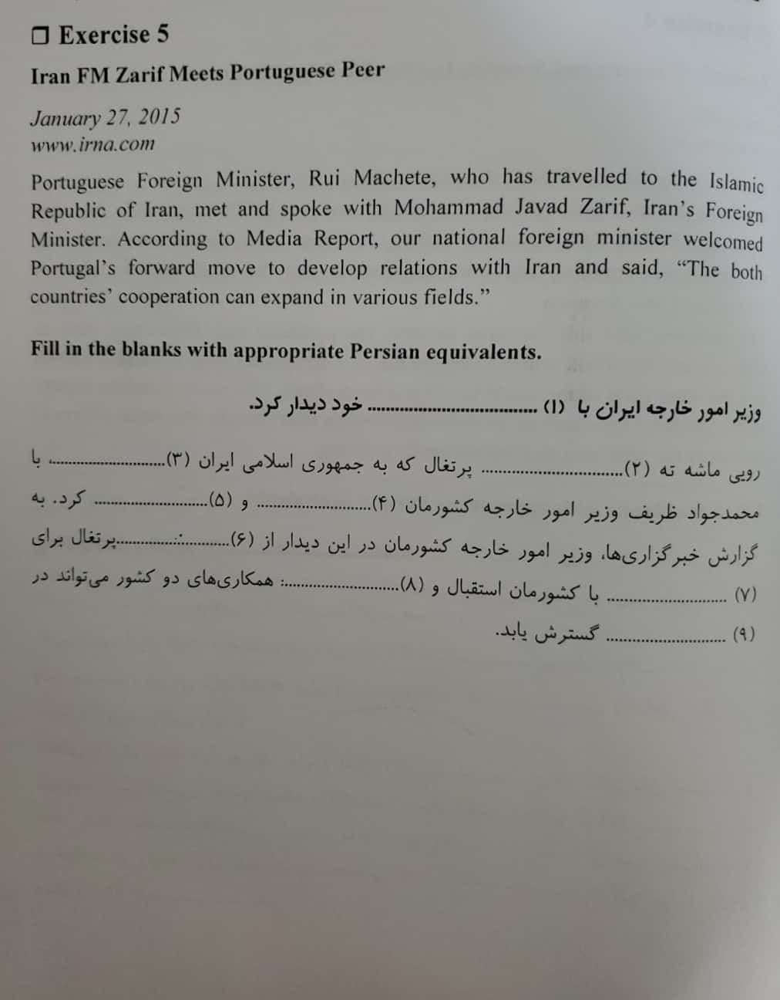 ❒ Exercise 5
Iran FM Zarif Meets Portuguese Peer
January 27, 2015
www.irna.com
Portuguese Foreign Minister, Rui Machete, who has travelled to the Islamic
Republic of Iran, met and spoke with Mohammad Javad Zarif, Iran's Foreign
Minister. According to Media Report, our national foreign minister welcomed
Portugal's forward move to develop relations with Iran and said, “The both
countries' cooperation can expand in various fields.”
Fill in the blanks with appropriate Persian equivalents.
وزیر امور خارجه ایران با (۱) .................................... خود دیدار کرد.
رویی ماشه ته (۲)................................ پرتغال که به جمهوری اسلامی ایران (۳)..........................، با
محمدجواد ظریف وزیر امور خارجه کشورمان (۴).......................... و (۵).......................... کرد. به
گزارش خبرگزاری‌ها، وزیر امور خارجه کشورمان در این دیدار از (۶)..........................پرتغال برای
(۷) ............................ با کشورمان استقبال و (۸)..........................: همکاری‌های دو کشور می‌تواند در
(۹) ............................ گسترش یابد.